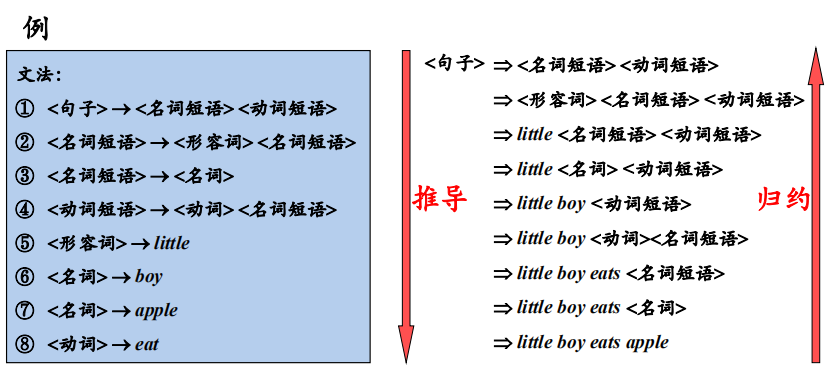 例
文法：
① <句子> → <名词短语><动词短语>
② <名词短语> → <形容词> <名词短语>
③ <名词短语> → <名词>
④ <动词短语> → <动词> <名词短语>
⑤ <形容词> → little
⑥ <名词> → boy
⑦ <名词> → apple
⑧ <动词> → eat
推导
<句子> ⇒ <名词短语> <动词短语>
⇒ <形容词> <名词短语> <动词短语>
⇒ little <名词短语> <动词短语>
⇒ little <名词> <动词短语>
⇒ little boy <动词短语>
⇒ little boy <动词><名词短语>
⇒ little boy eats <名词短语>
⇒ little boy eats <名词>
⇒ little boy eats apple
归约